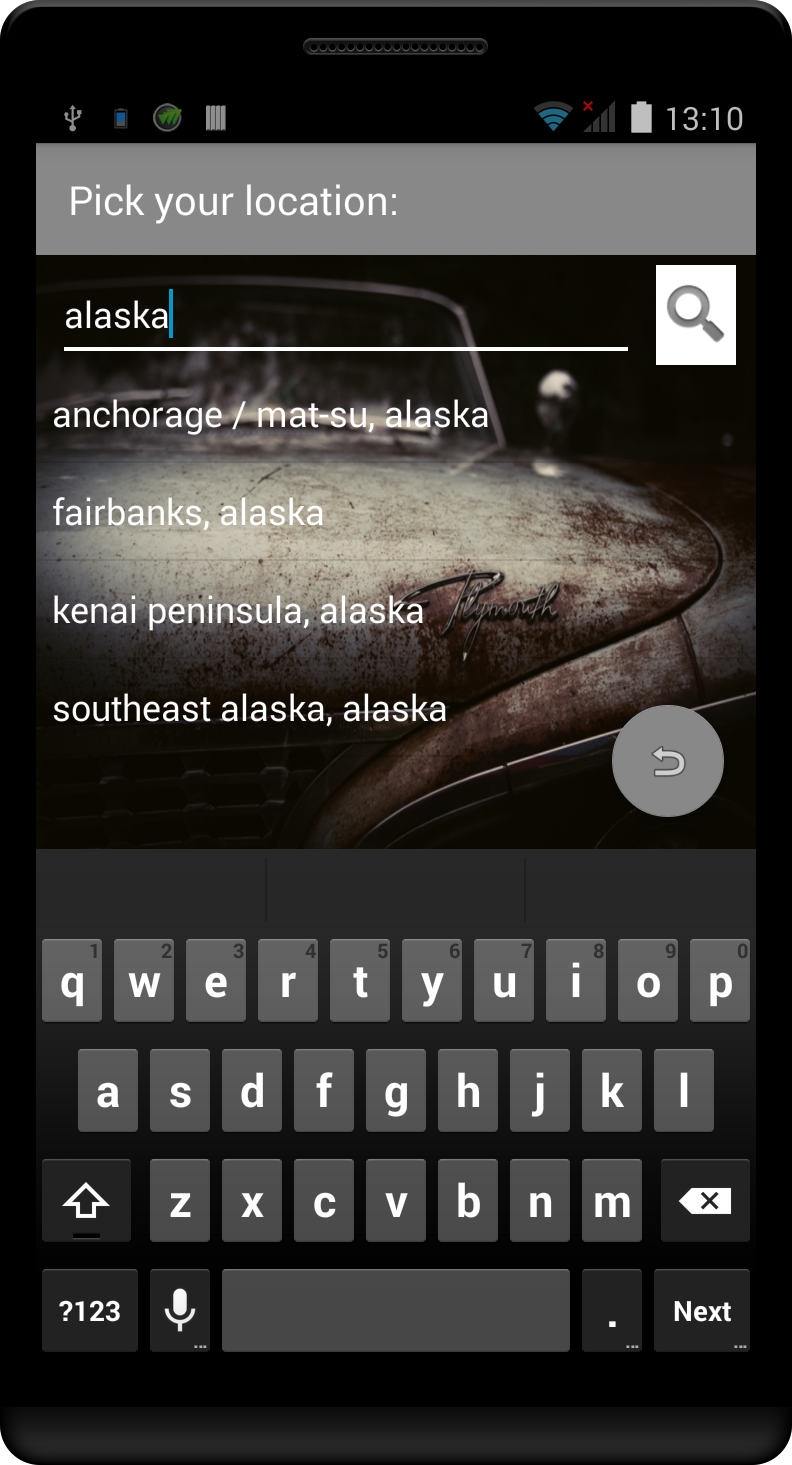 13:10
Pick your location:
alaska
anchorage / mat-su, alaska
fairbanks, alaska
kenai peninsula, alaska
Plymouth
southeast alaska, alaska
1 2 3 4 5 6 7 8 9 0
q w e r t y u i o p
a s d f g h j k l
z x c v b n m
?123 . Next